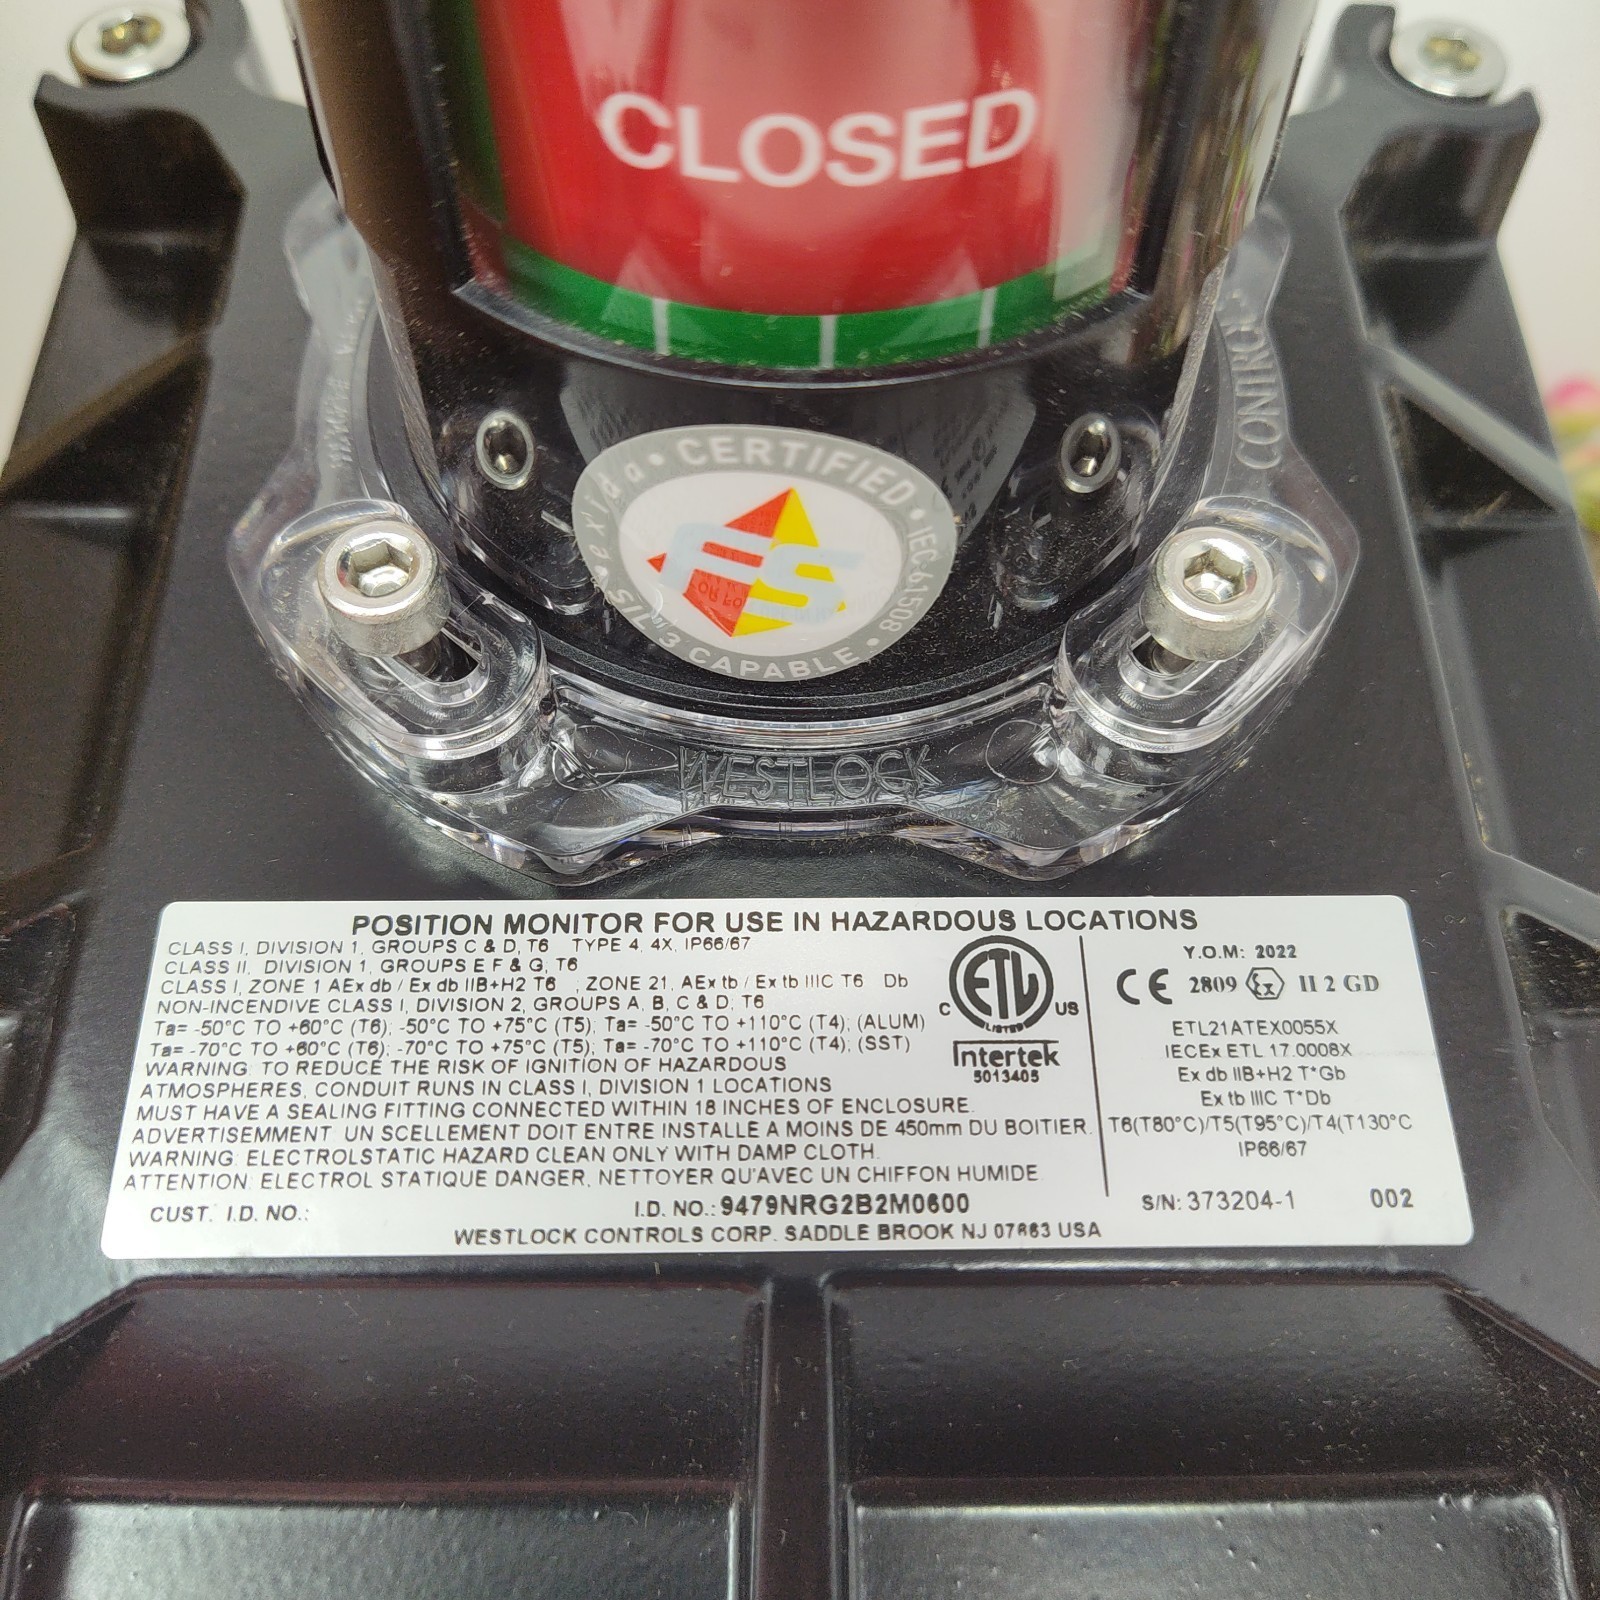 CLOSED
exida • CERTIFIED • IEC 61508 • SIL 3 CAPABLE •
FS
CONTROLS
WESTLOCK
POSITION MONITOR FOR USE IN HAZARDOUS LOCATIONS
CLASS I, DIVISION 1, GROUPS C & D, T6 TYPE 4, 4X, IP66/67
CLASS II, DIVISION 1, GROUPS E F & G, T6
CLASS I, ZONE 1 AEx db / Ex db IIB+H2 T6 , ZONE 21, AEx tb / Ex tb IIIC T6 Db
NON-INCENDIVE CLASS I, DIVISION 2, GROUPS A, B, C & D, T6
Ta= -50°C TO +60°C (T6); -50°C TO +75°C (T5); Ta= -50°C TO +110°C (T4); (ALUM)
Ta= -70°C TO +60°C (T6); -70°C TO +75°C (T5); Ta= -70°C TO +110°C (T4); (SST)
WARNING: TO REDUCE THE RISK OF IGNITION OF HAZARDOUS
ATMOSPHERES, CONDUIT RUNS IN CLASS I, DIVISION 1 LOCATIONS
MUST HAVE A SEALING FITTING CONNECTED WITHIN 18 INCHES OF ENCLOSURE.
ADVERTISEMMENT UN SCELLEMENT DOIT ENTRE INSTALLE A MOINS DE 450mm DU BOITIER.
WARNING: ELECTROLSTATIC HAZARD CLEAN ONLY WITH DAMP CLOTH.
ATTENTION: ELECTROL STATIQUE DANGER, NETTOYER QU'AVEC UN CHIFFON HUMIDE
CUST. I.D. NO.:
I.D. NO.: 9479NRG2B2M0600
WESTLOCK CONTROLS CORP. SADDLE BROOK NJ 07663 USA
C ETL US
LISTED
Intertek
5013405
Y.O.M: 2022
CE 2809 Ex II 2 GD
ETL21ATEX0055X
IECEx ETL 17.0008X
Ex db IIB+H2 T*Gb
Ex tb IIIC T*Db
T6(T80°C)/T5(T95°C)/T4(T130°C
IP66/67
S/N: 373204-1 002